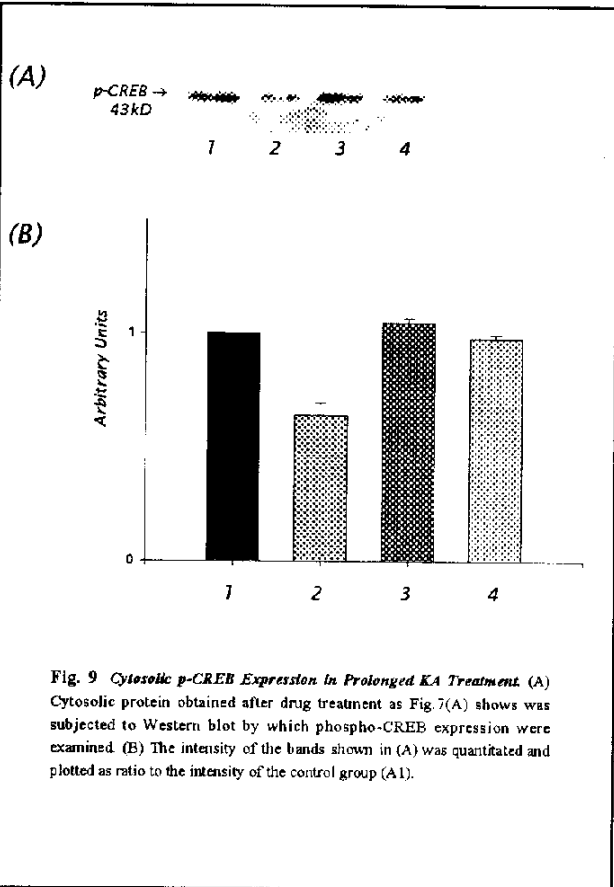 (A)
p-CREB →
43kD
1 2 3 4
(B)
Arbitrary Units
1
0
1 2 3 4
Fig. 9 Cytosolic p-CREB Expression in Prolonged KA Treatment. (A)
Cytosolic protein obtained after drug treatment as Fig.7(A) shows was
subjected to Western blot by which phospho-CREB expression were
examined. (B) The intensity of the bands shown in (A) was quantitated and
plotted as ratio to the intensity of the control group (A1).